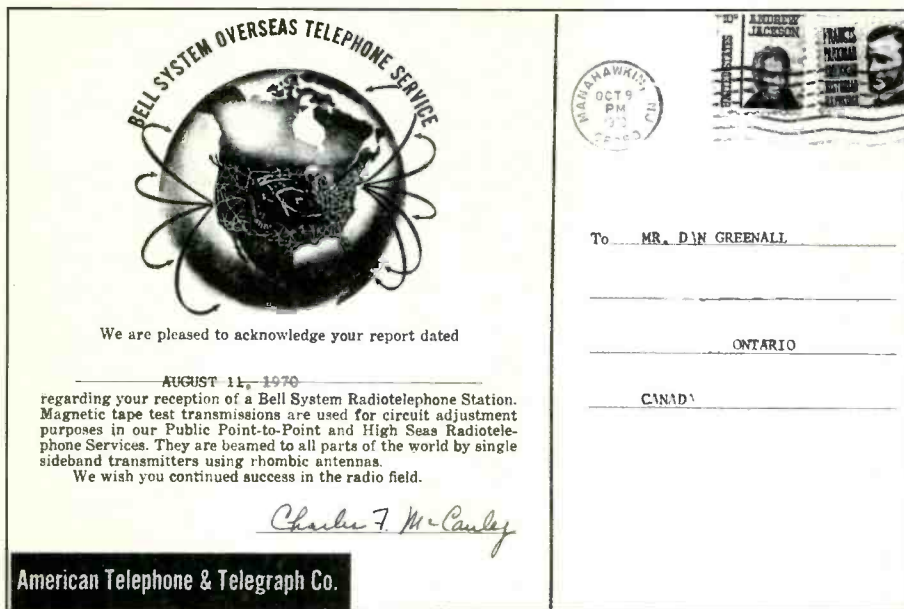 BELL SYSTEM OVERSEAS TELEPHONE SERVICE
We are pleased to acknowledge your report dated
AUGUST 11, 1970
regarding your reception of a Bell System Radiotelephone Station.
Magnetic tape test transmissions are used for circuit adjustment
purposes in our Public Point-to-Point and High Seas Radiotele-
phone Services. They are beamed to all parts of the world by single
sideband transmitters using rhombic antennas.
We wish you continued success in the radio field.
Charles F. McCauley
American Telephone & Telegraph Co.
MANAHAWKIN, NJ
OCT 9
PM
10¢
UNITED STATES
ANDREW
JACKSON
FRANCIS
PARKMAN
To MR. D\N GREENALL
ONTARIO
CANAD\